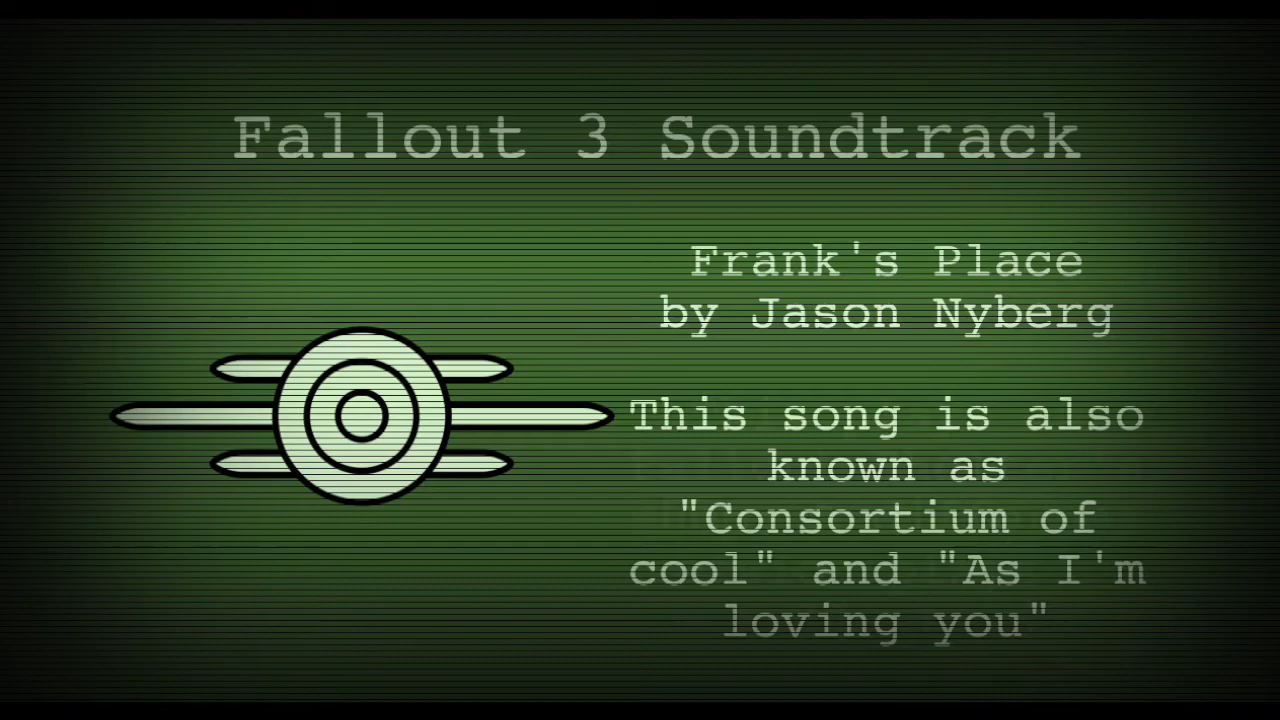 Fallout 3 Soundtrack
Frank's Place
by Jason Nyberg
This song is also
known as
"Consortium of
cool" and "As I'm
loving you"